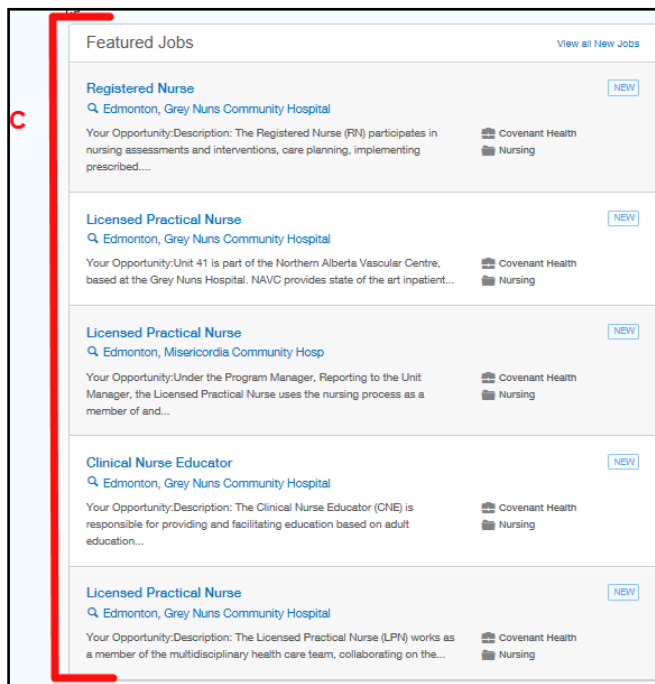 Featured Jobs
View all New Jobs
C
Registered Nurse
NEW
Edmonton, Grey Nuns Community Hospital
Your Opportunity:Description: The Registered Nurse (RN) participates in
nursing assessments and interventions, care planning, implementing
prescribed....
Covenant Health
Nursing
Licensed Practical Nurse
NEW
Edmonton, Grey Nuns Community Hospital
Your Opportunity:Unit 41 is part of the Northern Alberta Vascular Centre,
based at the Grey Nuns Hospital. NAVC provides state of the art inpatient...
Covenant Health
Nursing
Licensed Practical Nurse
NEW
Edmonton, Misericordia Community Hosp
Your Opportunity:Under the Program Manager, Reporting to the Unit
Manager, the Licensed Practical Nurse uses the nursing process as a
member of and...
Covenant Health
Nursing
Clinical Nurse Educator
NEW
Edmonton, Grey Nuns Community Hospital
Your Opportunity:Description: The Clinical Nurse Educator (CNE) is
responsible for providing and facilitating education based on adult
education...
Covenant Health
Nursing
Licensed Practical Nurse
NEW
Edmonton, Grey Nuns Community Hospital
Your Opportunity:Description: The Licensed Practical Nurse (LPN) works as
a member of the multidisciplinary health care team, collaborating on the...
Covenant Health
Nursing